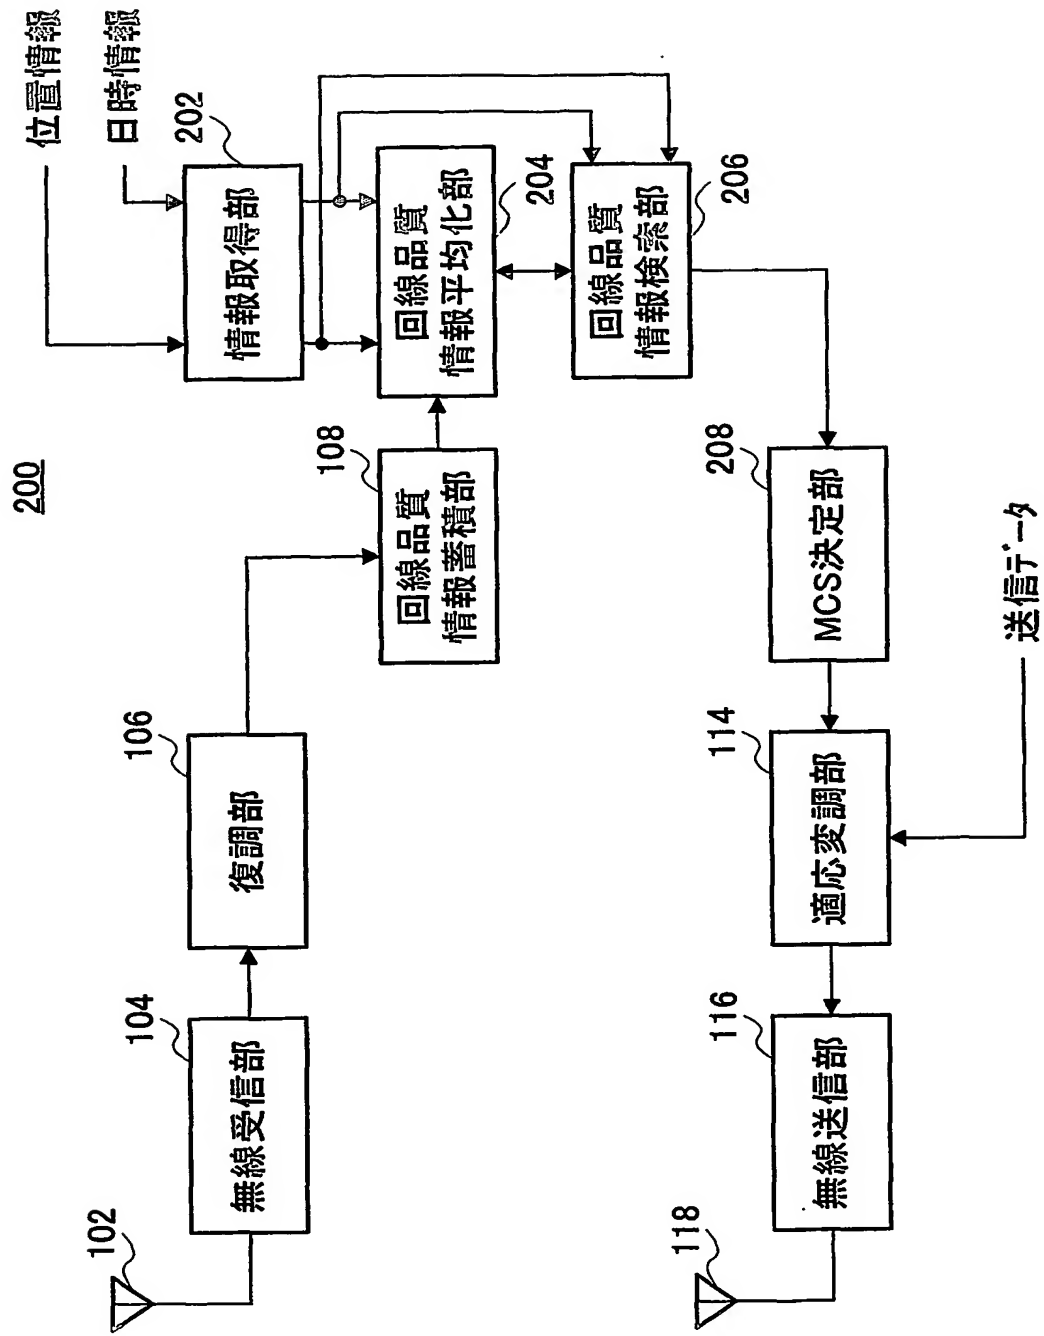 200
位置情報
日時情報
102
104
無線受信部
106
復調部
108
回線品質
情報蓄積部
202
情報取得部
204
回線品質
情報平均化部
206
回線品質
情報検索部
118
116
無線送信部
114
適応変調部
208
MCS決定部
送信データ